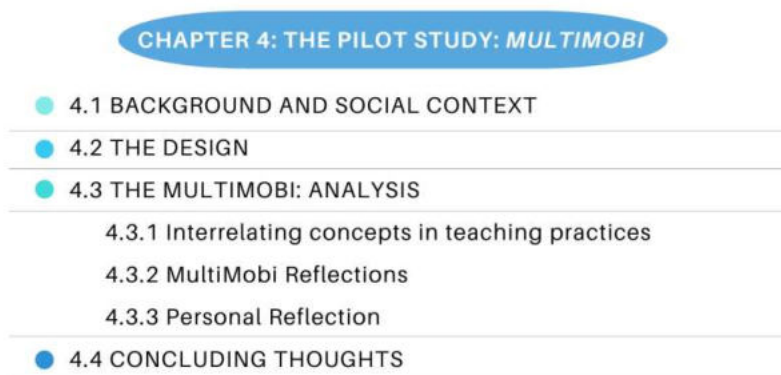 CHAPTER 4: THE PILOT STUDY: MULTIMOBI
4.1 BACKGROUND AND SOCIAL CONTEXT
4.2 THE DESIGN
4.3 THE MULTIMOBI: ANALYSIS
4.3.1 Interrelating concepts in teaching practices
4.3.2 MultiMobi Reflections
4.3.3 Personal Reflection
4.4 CONCLUDING THOUGHTS